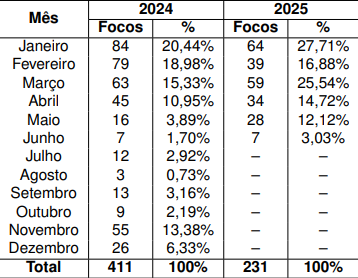 Mês 2024 2025
Focos % Focos %
Janeiro 84 20,44% 64 27,71%
Fevereiro 79 18,98% 39 16,88%
Março 63 15,33% 59 25,54%
Abril 45 10,95% 34 14,72%
Maio 16 3,89% 28 12,12%
Junho 7 1,70% 7 3,03%
Julho 12 2,92% – –
Agosto 3 0,73% – –
Setembro 13 3,16% – –
Outubro 9 2,19% – –
Novembro 55 13,38% – –
Dezembro 26 6,33% – –
Total 411 100% 231 100%